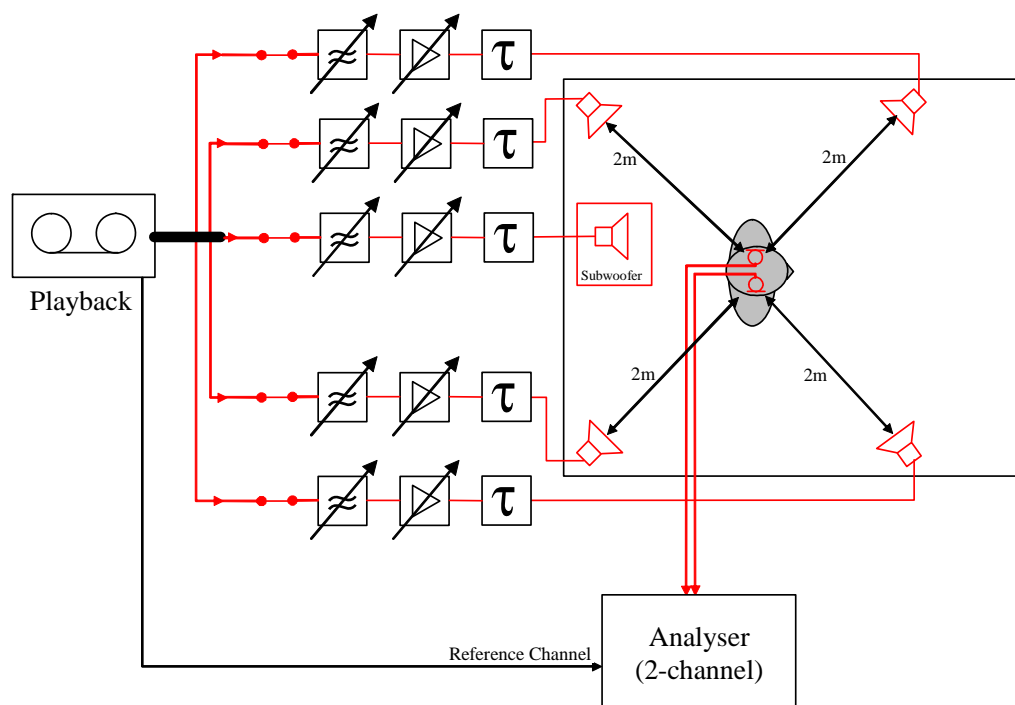 τ
τ
2m
2m
τ
Subwoofer
Playback
2m
2m
τ
τ
Reference Channel
Analyser
(2-channel)